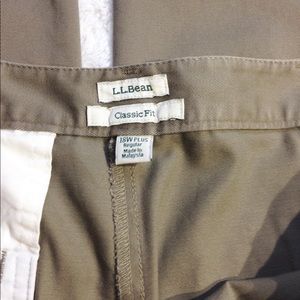 L.L.Bean
Classic Fit
18W PLUS
Regular
Made in
Malaysia